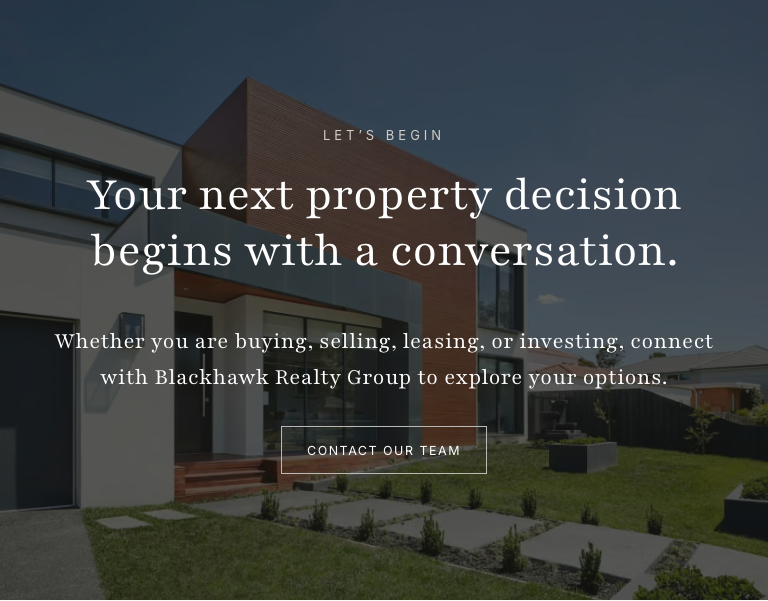 LET’S BEGIN
Your next property decision
begins with a conversation.
Whether you are buying, selling, leasing, or investing, connect
with Blackhawk Realty Group to explore your options.
CONTACT OUR TEAM